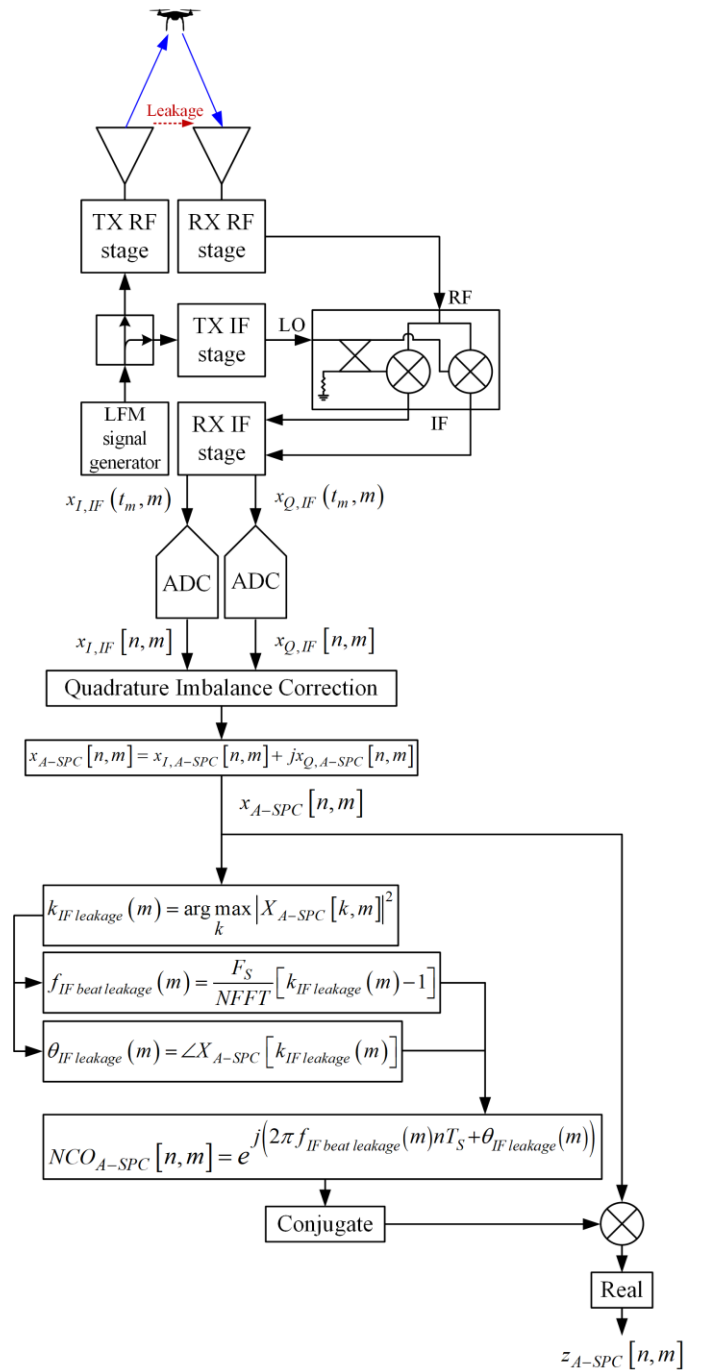 Leakage
TX RF
stage
RX RF
stage
RF
TX IF
stage
LO
LFM
signal
generator
RX IF
stage
IF
x_{I,IF}(t_m,m)
x_{Q,IF}(t_m,m)
ADC
ADC
x_{I,IF}[n,m]
x_{Q,IF}[n,m]
Quadrature Imbalance Correction
x_{A-SPC}[n,m] = x_{I,A-SPC}[n,m] + jx_{Q,A-SPC}[n,m]
x_{A-SPC}[n,m]
k_{IF leakage}(m) = arg max_k |X_{A-SPC}[k,m]|^2
f_{IF beat leakage}(m) = \frac{F_S}{NFFT}[k_{IF leakage}(m)-1]
θ_{IF leakage}(m) = ∠X_{A-SPC}[k_{IF leakage}(m)]
NCO_{A-SPC}[n,m] = e^{j(2πf_{IF beat leakage}(m)nT_S+θ_{IF leakage}(m))}
Conjugate
Real
z_{A-SPC}[n,m]